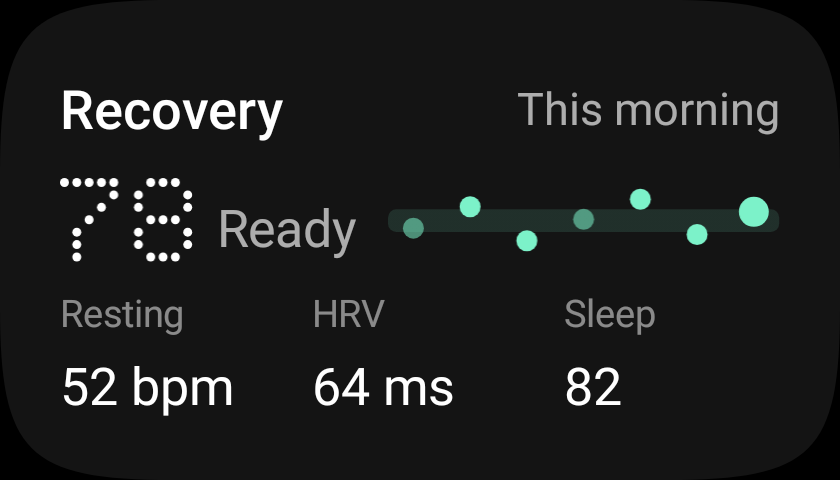 Recovery
This morning
78 Ready
Resting HRV Sleep
52 bpm 64 ms 82